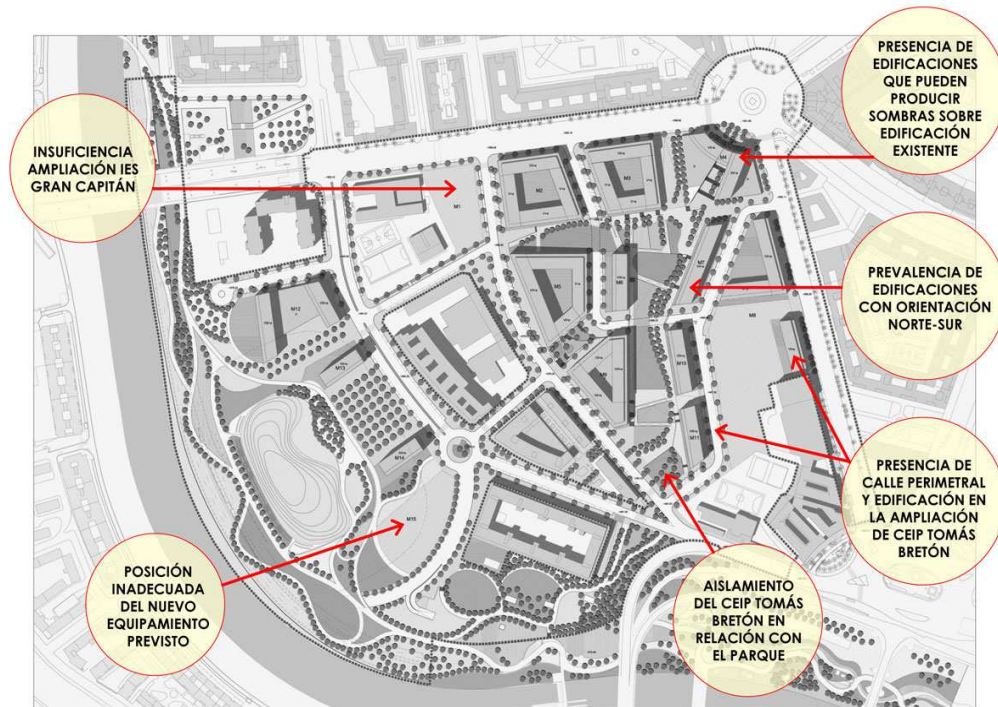 PRESENCIA DE
EDIFICACIONES
QUE PUEDEN
PRODUCIR
SOMBRAS SOBRE
EDIFICACIÓN
EXISTENTE
INSUFICIENCIA
AMPLIACIÓN IES
GRAN CAPITÁN
PREVALENCIA DE
EDIFICACIONES
CON ORIENTACIÓN
NORTE-SUR
PRESENCIA DE
CALLE PERIMETRAL
Y EDIFICACIÓN EN
LA AMPLIACIÓN
DE CEIP TOMÁS
BRETÓN
POSICIÓN
INADECUADA
DEL NUEVO
EQUIPAMIENTO
PREVISTO
AISLAMIENTO
DEL CEIP TOMÁS
BRETÓN EN
RELACIÓN CON
EL PARQUE
M1
M2
M3
M4
M5
M6
M7
M8
M9
M10
M11
M12
M13
M14
M15